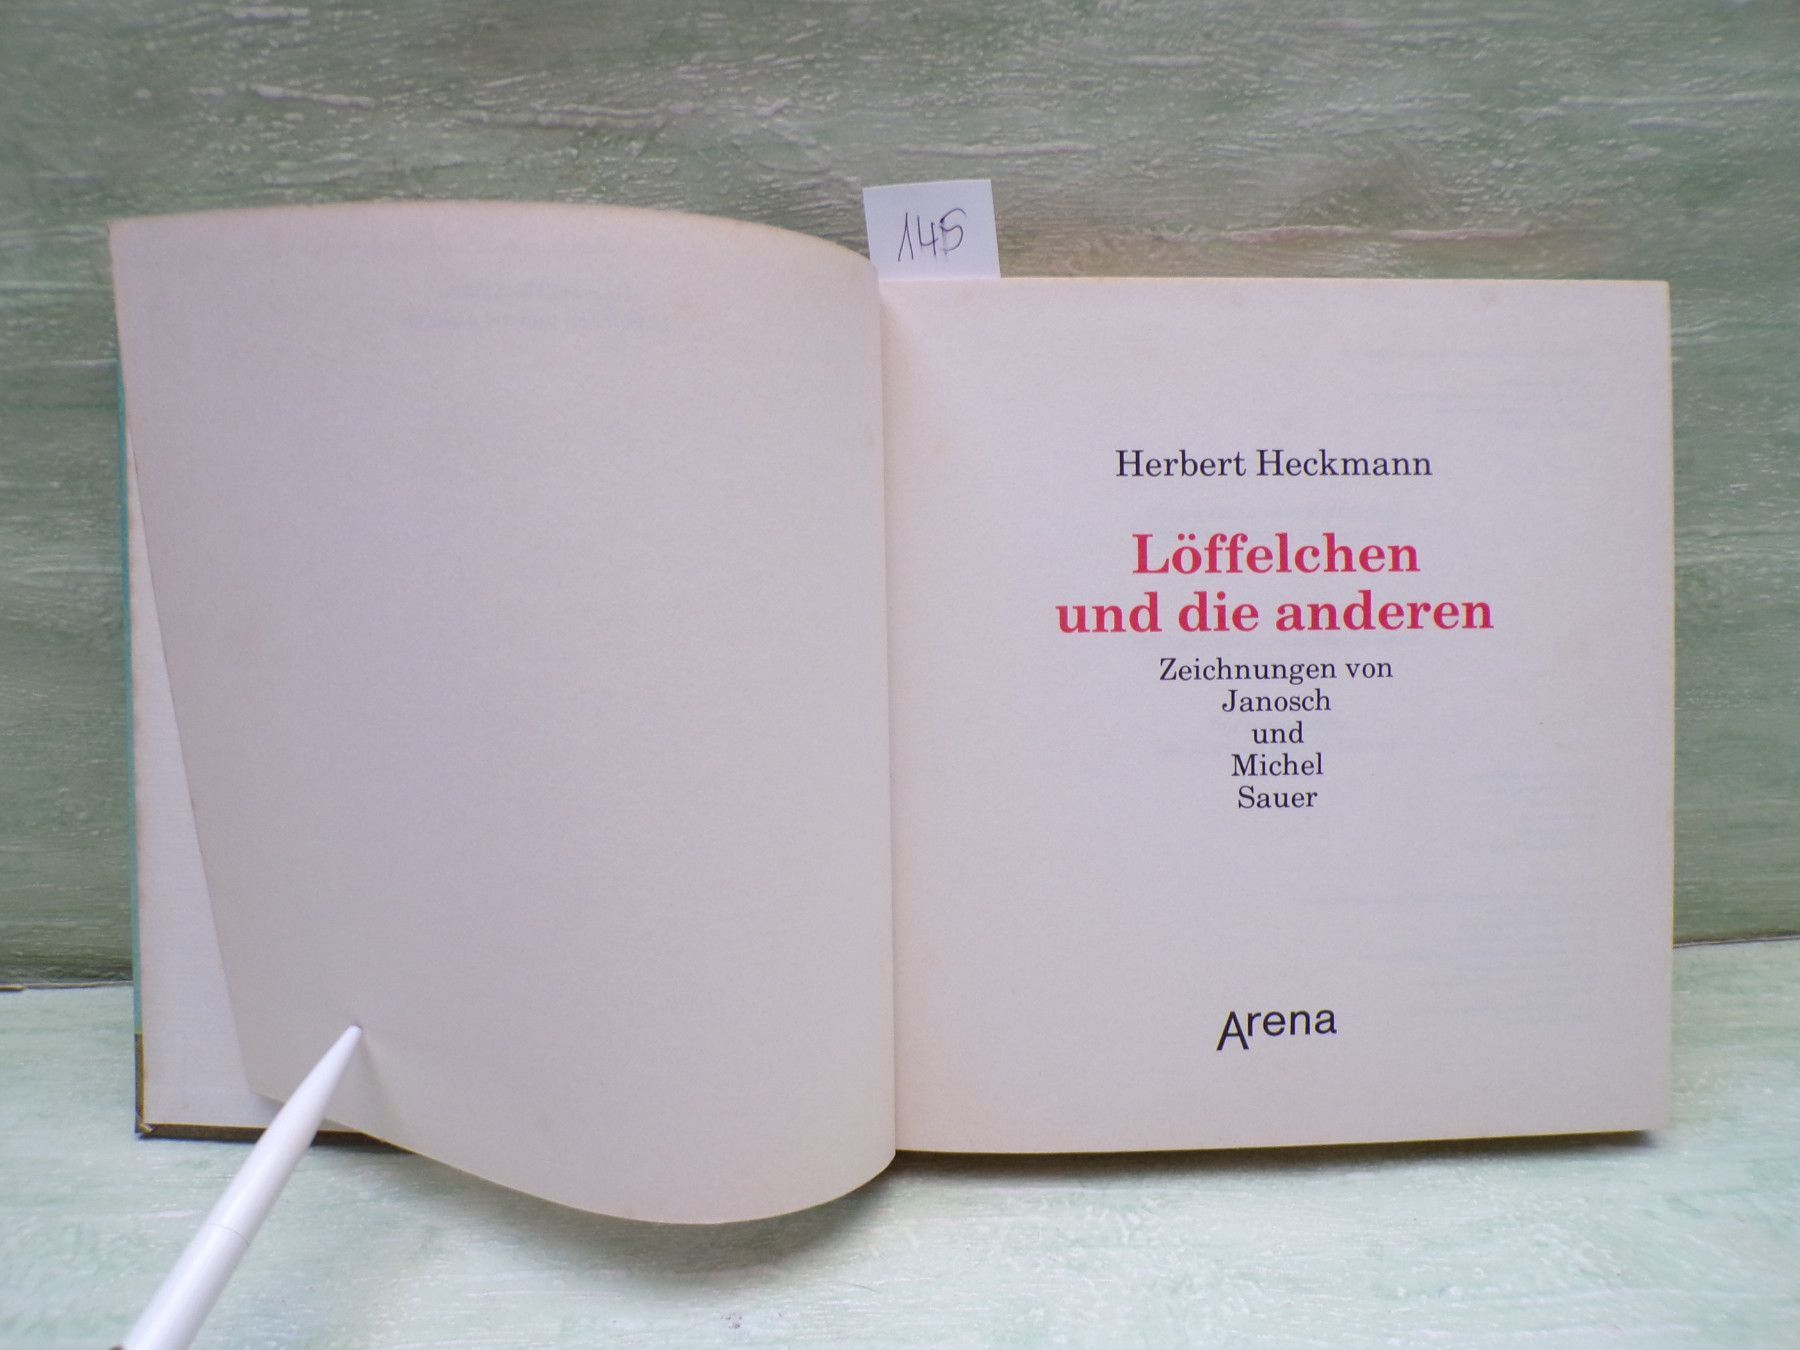 145
Herbert Heckmann
Löffelchen
und die anderen
Zeichnungen von
Janosch
und
Michel
Sauer
Arena